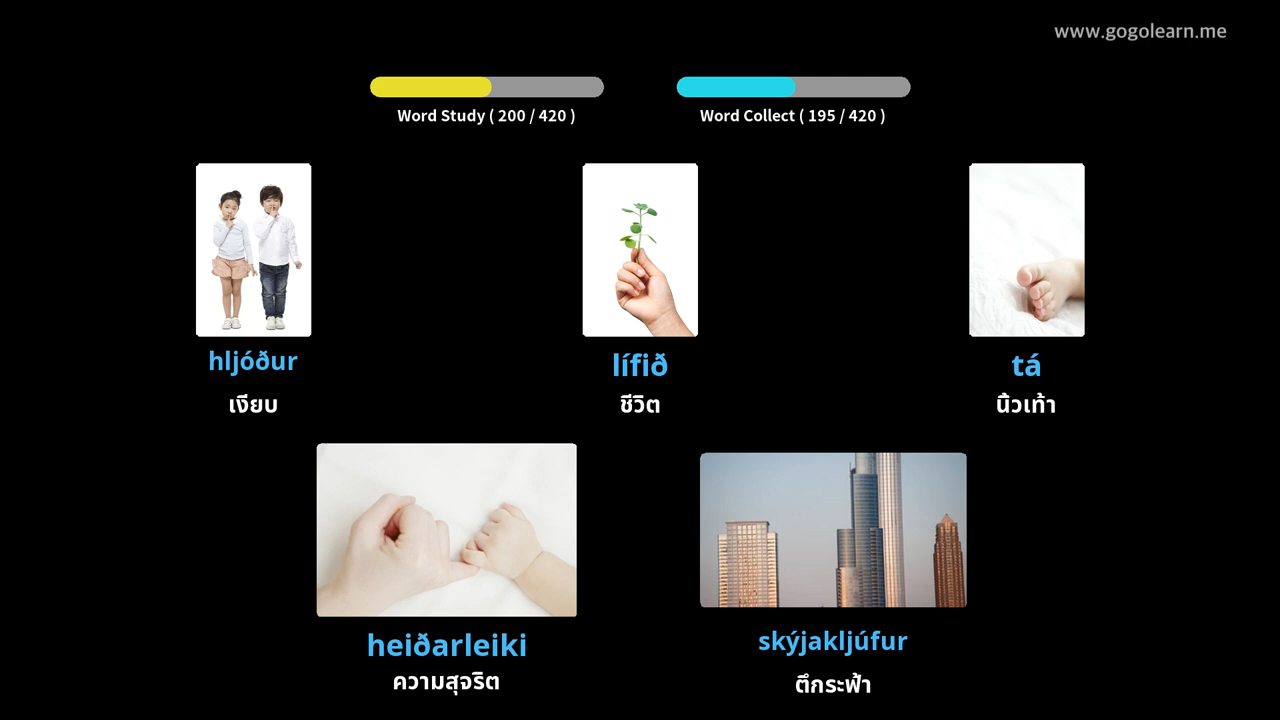 www.gogolearn.me
Word Study ( 200 / 420 )
Word Collect ( 195 / 420 )
hljóður
เงียบ
lífið
ชีวิต
tá
นิ้วเท้า
heiðarleiki
ความสุจริต
skýjakljúfur
ตึกระฟ้า